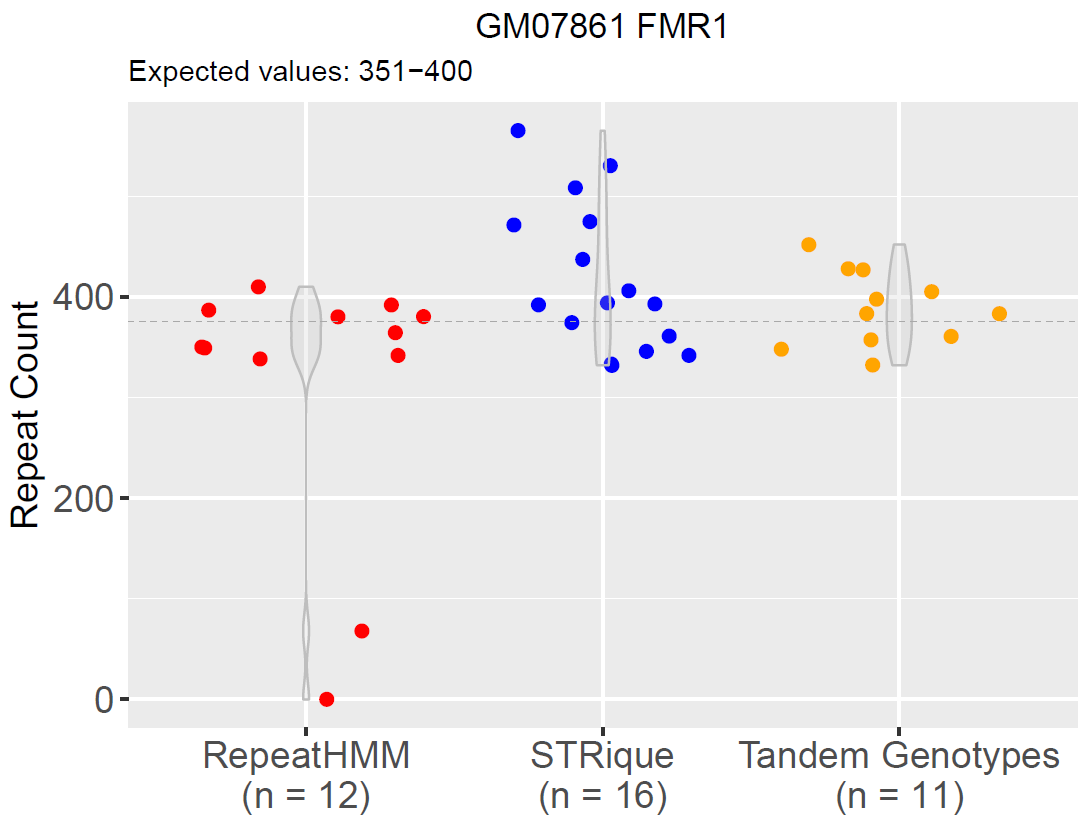 GM07861 FMR1
Expected values: 351−400
Repeat Count
400
200
0
RepeatHMM
(n = 12)
STRique
(n = 16)
Tandem Genotypes
(n = 11)